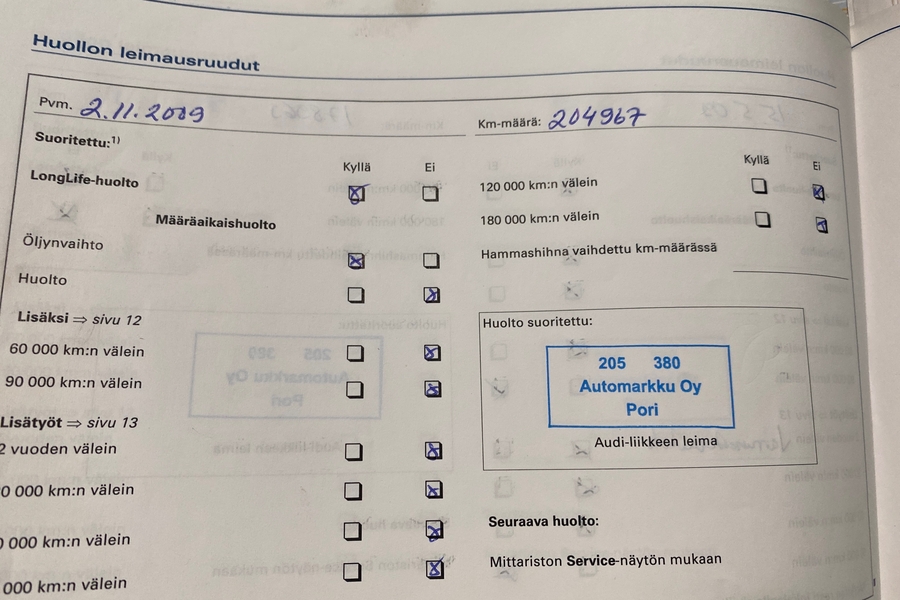 Huollon leimausruudut
Pvm. 2.11.2009
Km-määrä: 204967
Suoritettu:¹⁾
Kyllä Ei
LongLife-huolto
Määräaikaishuolto
Öljynvaihto
Huolto
Lisäksi ⇒ sivu 12
60 000 km:n välein
90 000 km:n välein
Lisätyöt ⇒ sivu 13
2 vuoden välein
0 000 km:n välein
0 000 km:n välein
000 km:n välein
Kyllä Ei
120 000 km:n välein
180 000 km:n välein
Hammashihna vaihdettu km-määrässä
Huolto suoritettu:
205 380
Automarkku Oy
Pori
Audi-liikkeen leima
Seuraava huolto:
Mittariston Service-näytön mukaan